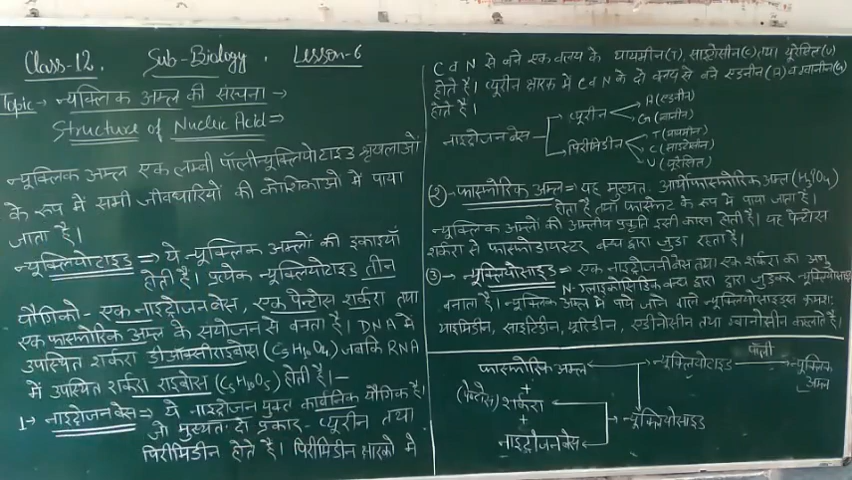 Class-12. Sub-Biology. Lesson-6
Topic → न्यूक्लिक अम्ल की संरचना →
Structure of Nucleic Acid ⇒
न्यूक्लिक अम्ल एक लम्बी पॉलीन्यूक्लियोटाइड श्रृंखलाओं
के रूप में सभी जीवधारियों की कोशिकाओं में पाया
जाता है।
न्यूक्लियोटाइड ⇒ ये न्यूक्लिक अम्लों की इकाइयाँ
होती हैं। प्रत्येक न्यूक्लियोटाइड तीन
यौगिकों - एक नाइट्रोजन बेस, एक पेन्टोस शर्करा तथा
एक फास्फोरिक अम्ल के संयोजन से बनता है। DNA में
उपस्थित शर्करा डीऑक्सीराइबोस (C5H10O4) जबकि RNA
में उपस्थित शर्करा राइबोस (C5H10O5) होती है।-
1→ नाइट्रोजन बेस ⇒ ये नाइट्रोजन युक्त कार्बनिक यौगिक है।
जो मुख्यतः दो प्रकार - प्यूरीन तथा
पिरीमिडीन होते है। पिरीमिडीन क्षारकों में
C व N से बने एक वलय के थायमीन(T), साइटोसीन(C) तथा यूरेसिल(U)
होते है। प्यूरीन क्षारक में C व N के दो वलय से बने एडनीन(A) व ग्वानीन(G)
होते है।
नाइट्रोजन बेस
प्यूरीन
A (एडनीन)
G (ग्वानीन)
पिरिमिडीन
T (थायमीन)
C (साइटोसीन)
U (यूरेसिल)
(2)- फास्फोरिक अम्ल ⇒ यह मुख्यतः आर्थोफास्फोरिक अम्ल (H3PO4)
होता है तथा फास्फेट के रूप में पाया जाता है।
न्यूक्लिक अम्लों की अम्लीय प्रकृति इसी कारण होती है। यह पेन्टोस
शर्करा से फास्फोडायस्टर बन्ध द्वारा जुड़ा रहता है।
(3)- न्यूक्लियोसाइड ⇒ एक नाइट्रोजनी बेस तथा एक शर्करा का अणु
N-ग्लाइकोसिडिक बन्ध द्वारा द्वारा जुड़कर न्यूक्लियोसाइड
बनाता है। न्यूक्लिक अम्ल में पाये जाने वाले न्यूक्लियोसाइड्स क्रमशः
थाइमिडीन, साइटिडीन, यूरिडीन, एडीनोसीन तथा ग्वानोसीन कहलाते है।
फास्फोरिक अम्ल ← न्यूक्लियोटाइड पॉली → न्यूक्लिक
अम्ल
+
(पेन्टोस) शर्करा
+
न्यूक्लियोसाइड
नाइट्रोजन बेस